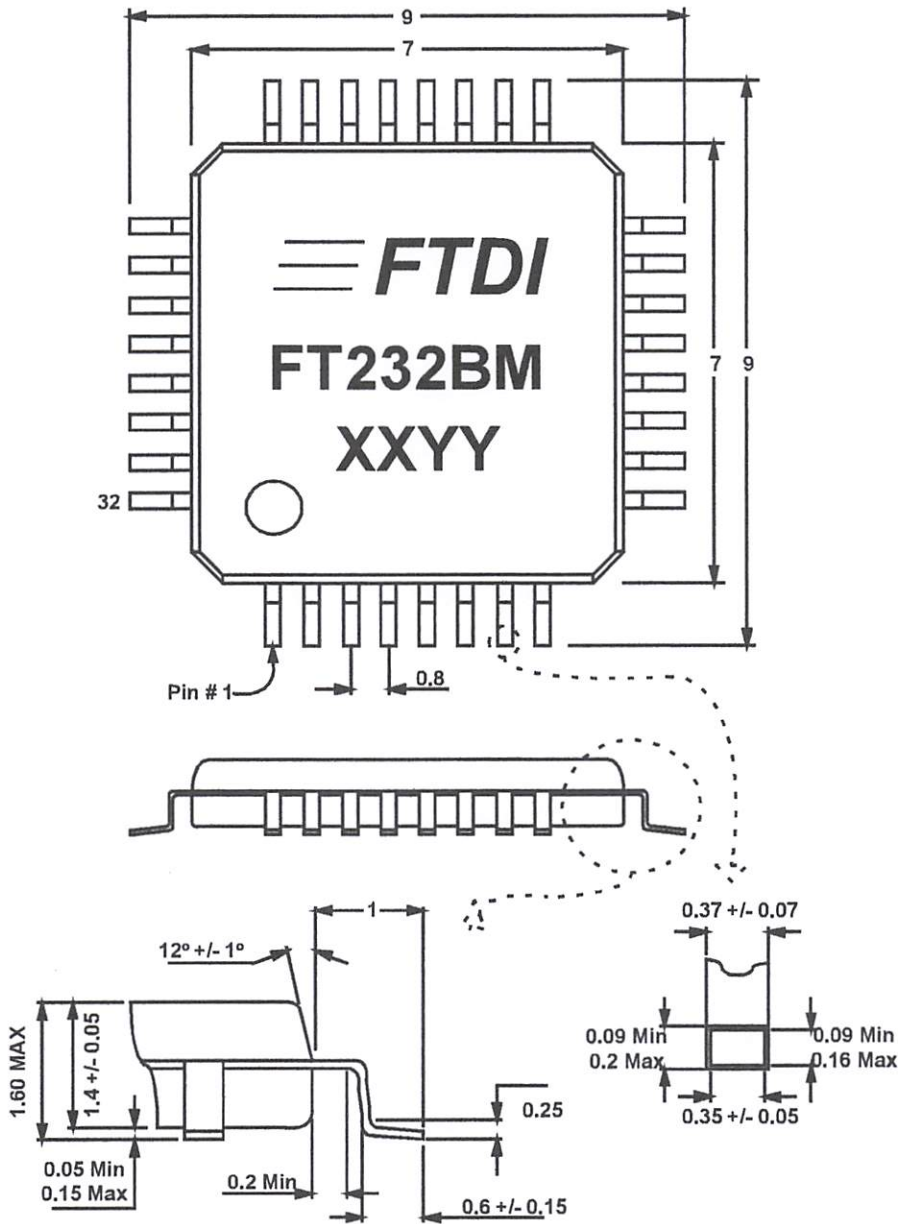 9
7
FTDI
FT232BM
XXYY
7
9
32
Pin # 1
0.8
1
0.37 +/- 0.07
12º +/- 1º
1.60 MAX
1.4 +/- 0.05
0.09 Min
0.2 Max
0.09 Min
0.16 Max
0.25
0.35 +/- 0.05
0.05 Min
0.15 Max
0.2 Min
0.6 +/- 0.15